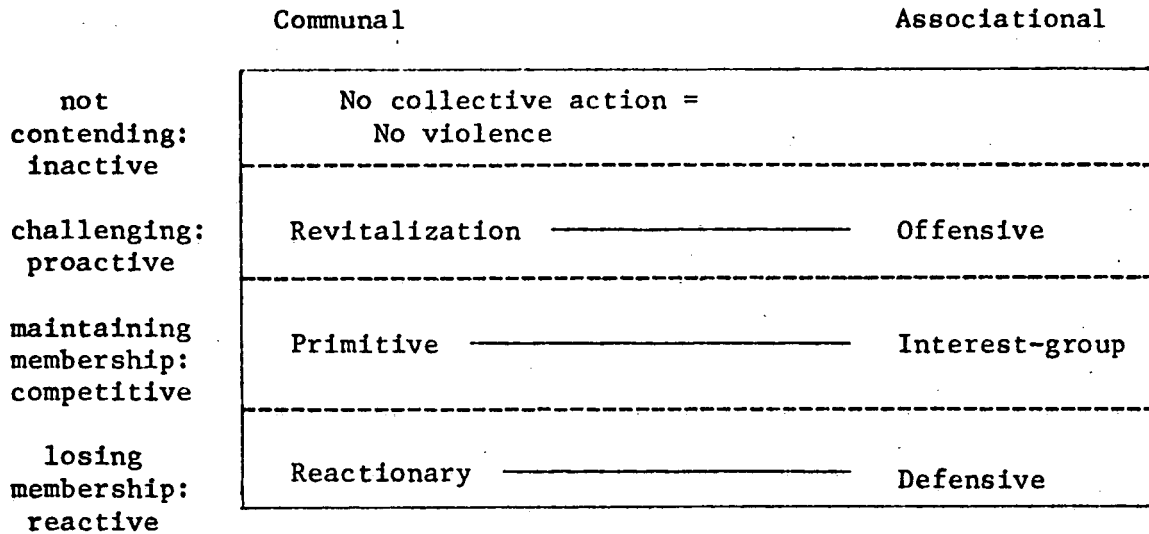 Communal Associational
not
contending:
inactive
No collective action =
No violence
challenging:
proactive
Revitalization Offensive
maintaining
membership:
competitive
Primitive Interest-group
losing
membership:
reactive
Reactionary Defensive